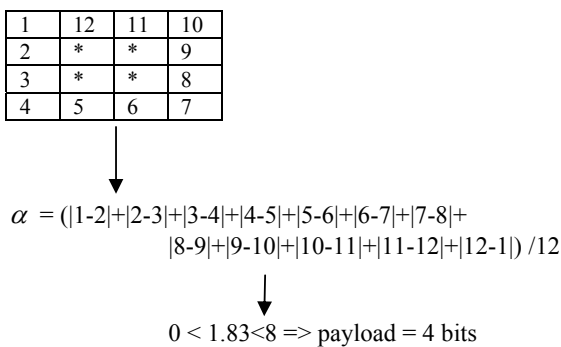 1 12 11 10
2 * * 9
3 * * 8
4 5 6 7
α = (|1-2|+|2-3|+|3-4|+|4-5|+|5-6|+|6-7|+|7-8|+
|8-9|+|9-10|+|10-11|+|11-12|+|12-1|) /12
0 < 1.83<8 => payload = 4 bits